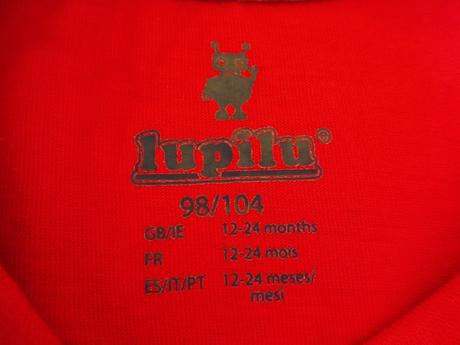 lupilu®
98/104
GB/IE 12-24 months
FR 12-24 mois
ES/IT/PT 12-24 meses/
mesi